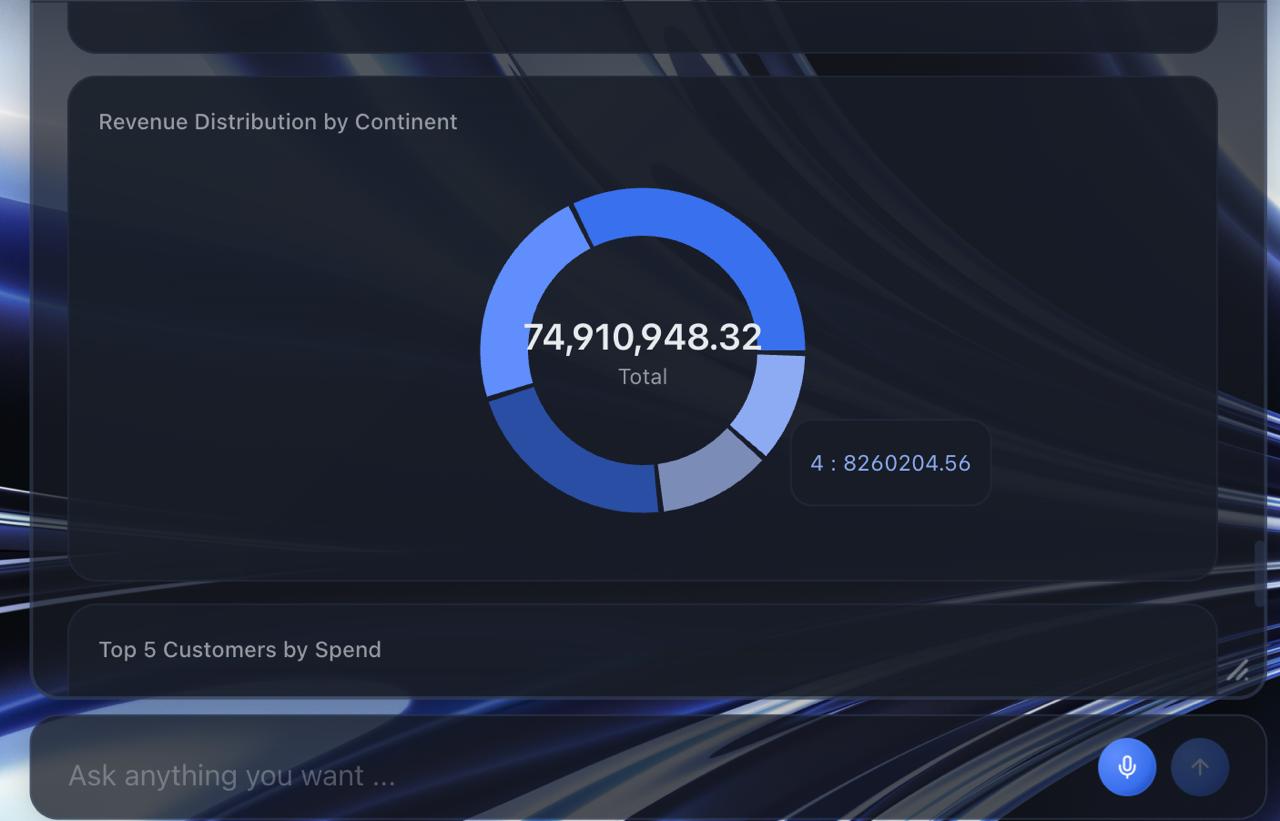 Revenue Distribution by Continent
74,910,948.32
Total
4 : 8260204.56
Top 5 Customers by Spend
Ask anything you want ...